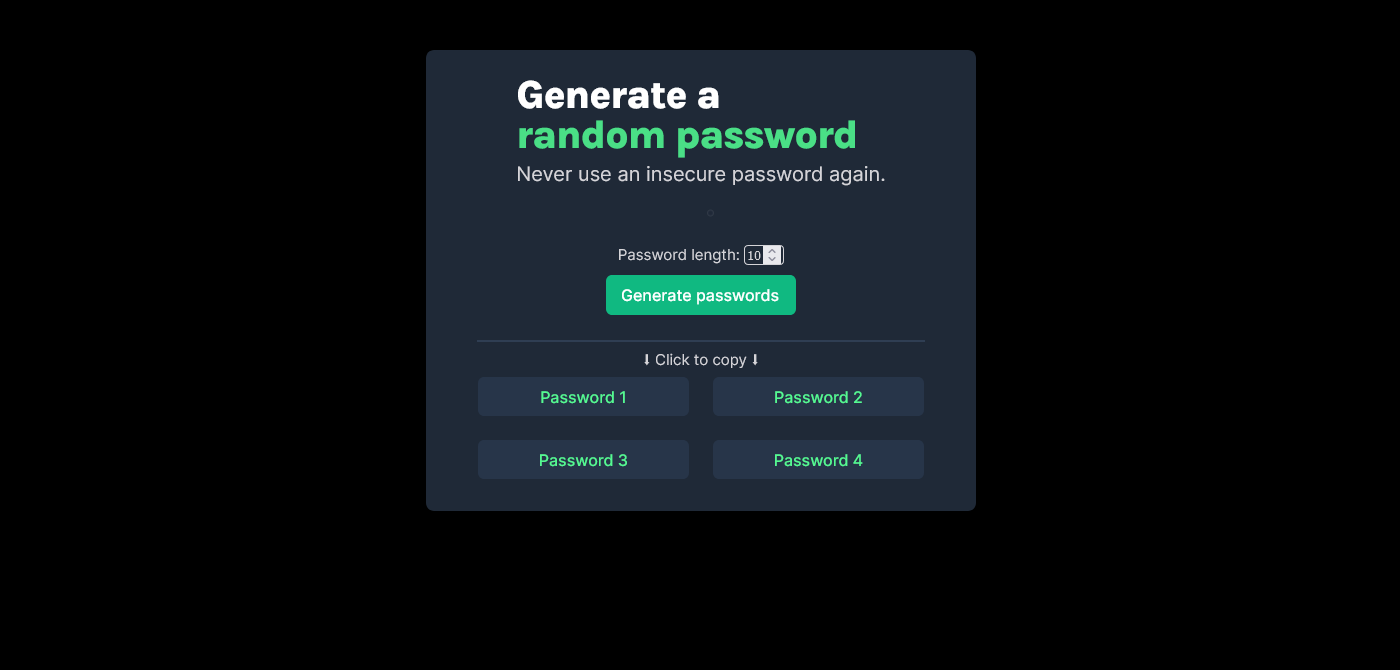 Generate a
random password
Never use an insecure password again.
Password length: 10
Generate passwords
⬇ Click to copy ⬇
Password 1 Password 2
Password 3 Password 4